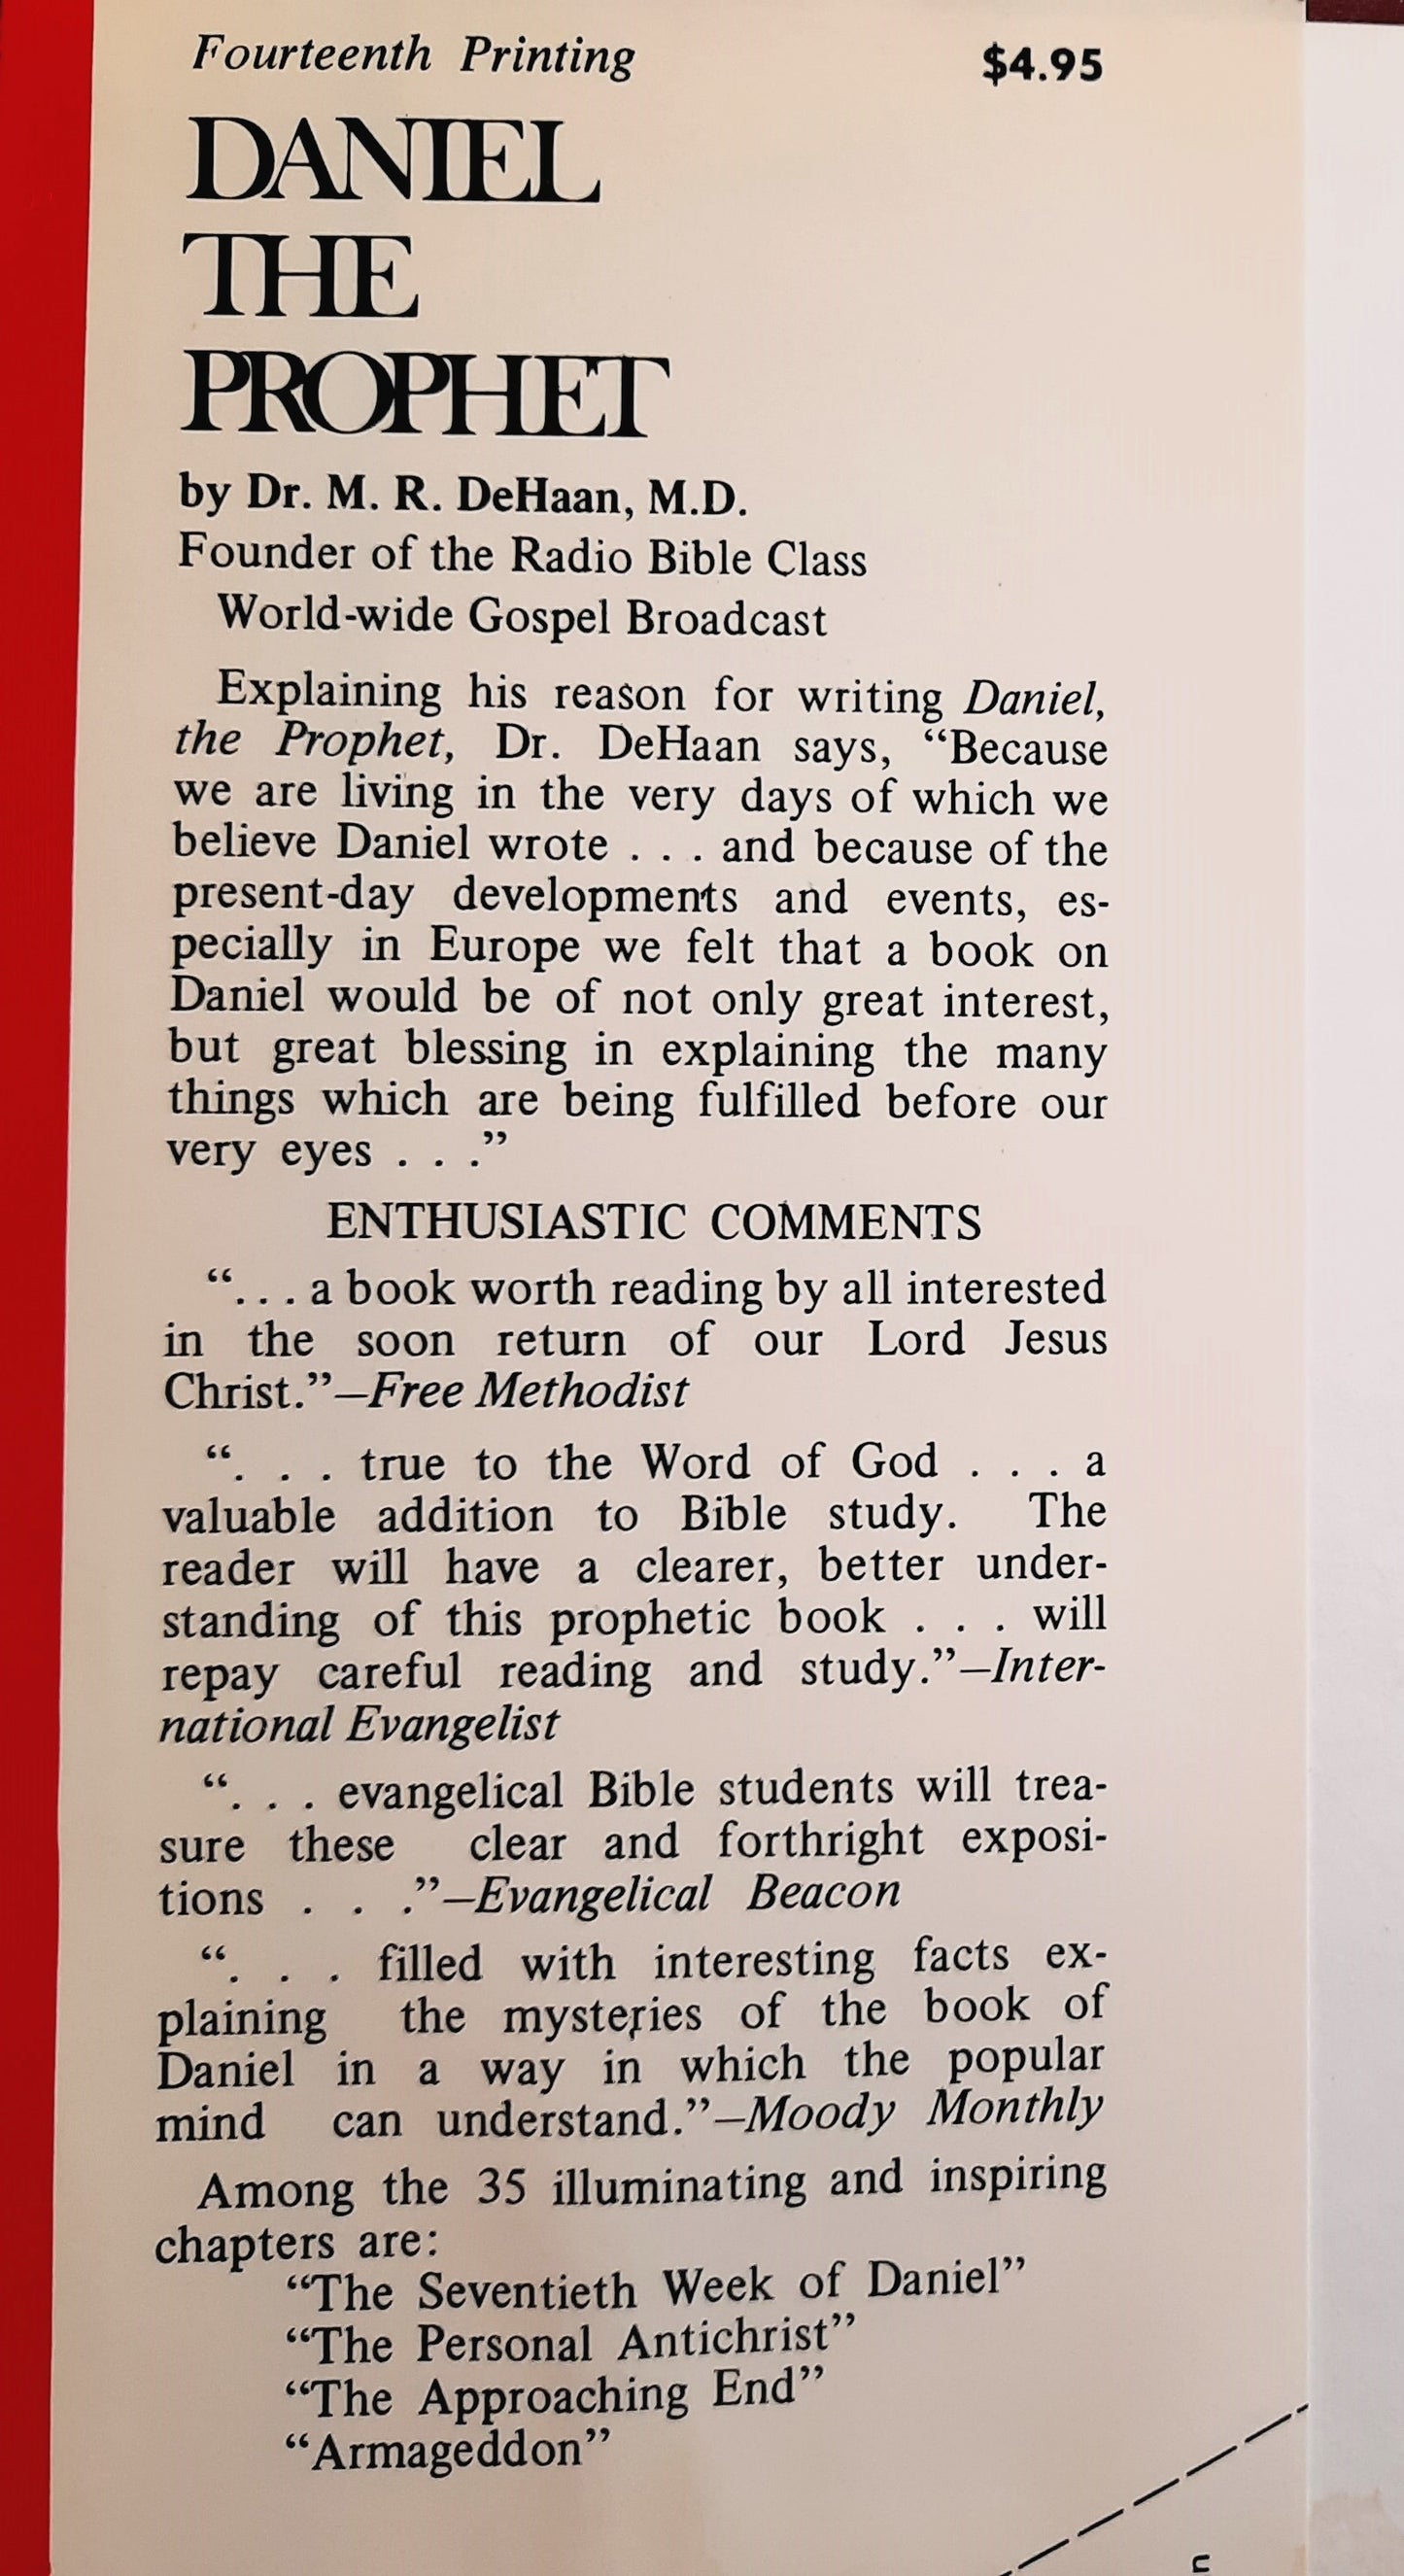 Fourteenth Printing $4.95
DANIEL
THE
PROPHET
by Dr. M. R. DeHaan, M.D.
Founder of the Radio Bible Class
World-wide Gospel Broadcast
Explaining his reason for writing Daniel,
the Prophet, Dr. DeHaan says, “Because
we are living in the very days of which we
believe Daniel wrote . . . and because of the
present-day developments and events, es-
pecially in Europe we felt that a book on
Daniel would be of not only great interest,
but great blessing in explaining the many
things which are being fulfilled before our
very eyes . . .”
ENTHUSIASTIC COMMENTS
“. . . a book worth reading by all interested
in the soon return of our Lord Jesus
Christ.”—Free Methodist
“. . . true to the Word of God . . . a
valuable addition to Bible study. The
reader will have a clearer, better under-
standing of this prophetic book . . . will
repay careful reading and study.”—Inter-
national Evangelist
“. . . evangelical Bible students will trea-
sure these clear and forthright exposi-
tions . . .”—Evangelical Beacon
“. . . filled with interesting facts ex-
plaining the mysteries of the book of
Daniel in a way in which the popular
mind can understand.”—Moody Monthly
Among the 35 illuminating and inspiring
chapters are:
“The Seventieth Week of Daniel”
“The Personal Antichrist”
“The Approaching End”
“Armageddon”